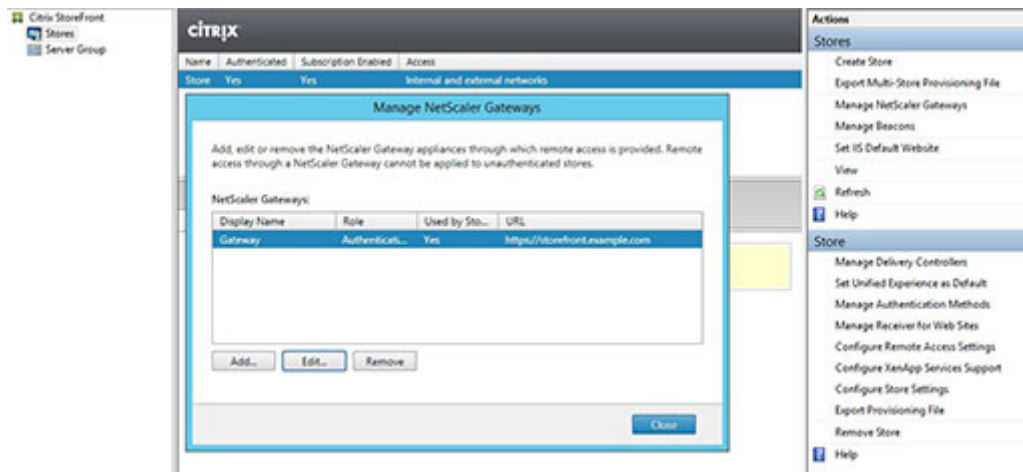 Citrix StoreFront
Stores
Server Group
CITRIX
Name Authenticated Subscription Enabled Access
Store Yes Yes Internal and external networks
Manage NetScaler Gateways
Add, edit or remove the NetScaler Gateway appliances through which remote access is provided. Remote
access through a NetScaler Gateway cannot be applied to unauthenticated stores.
NetScaler Gateways:
Display Name Role Used by Sto... URL
Gateway Authenticati... Yes https://storefront.example.com
Add... Edit... Remove
Close
Actions
Stores
Create Store
Export Multi-Store Provisioning File
Manage NetScaler Gateways
Manage Beacons
Set IIS Default Website
View
Refresh
Help
Store
Manage Delivery Controllers
Set Unified Experience as Default
Manage Authentication Methods
Manage Receiver for Web Sites
Configure Remote Access Settings
Configure XenApp Services Support
Configure Store Settings
Export Provisioning File
Remove Store
Help